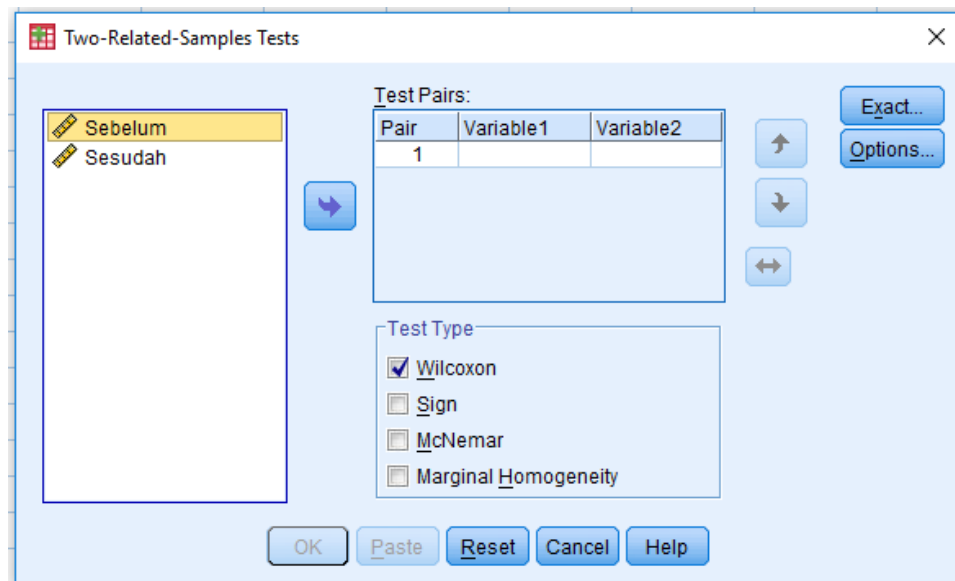 Two-Related-Samples Tests
Sebelum
Sesudah
Test Pairs:
Pair Variable1 Variable2
1
Exact...
Options...
Test Type
Wilcoxon
Sign
McNemar
Marginal Homogeneity
OK Paste Reset Cancel Help